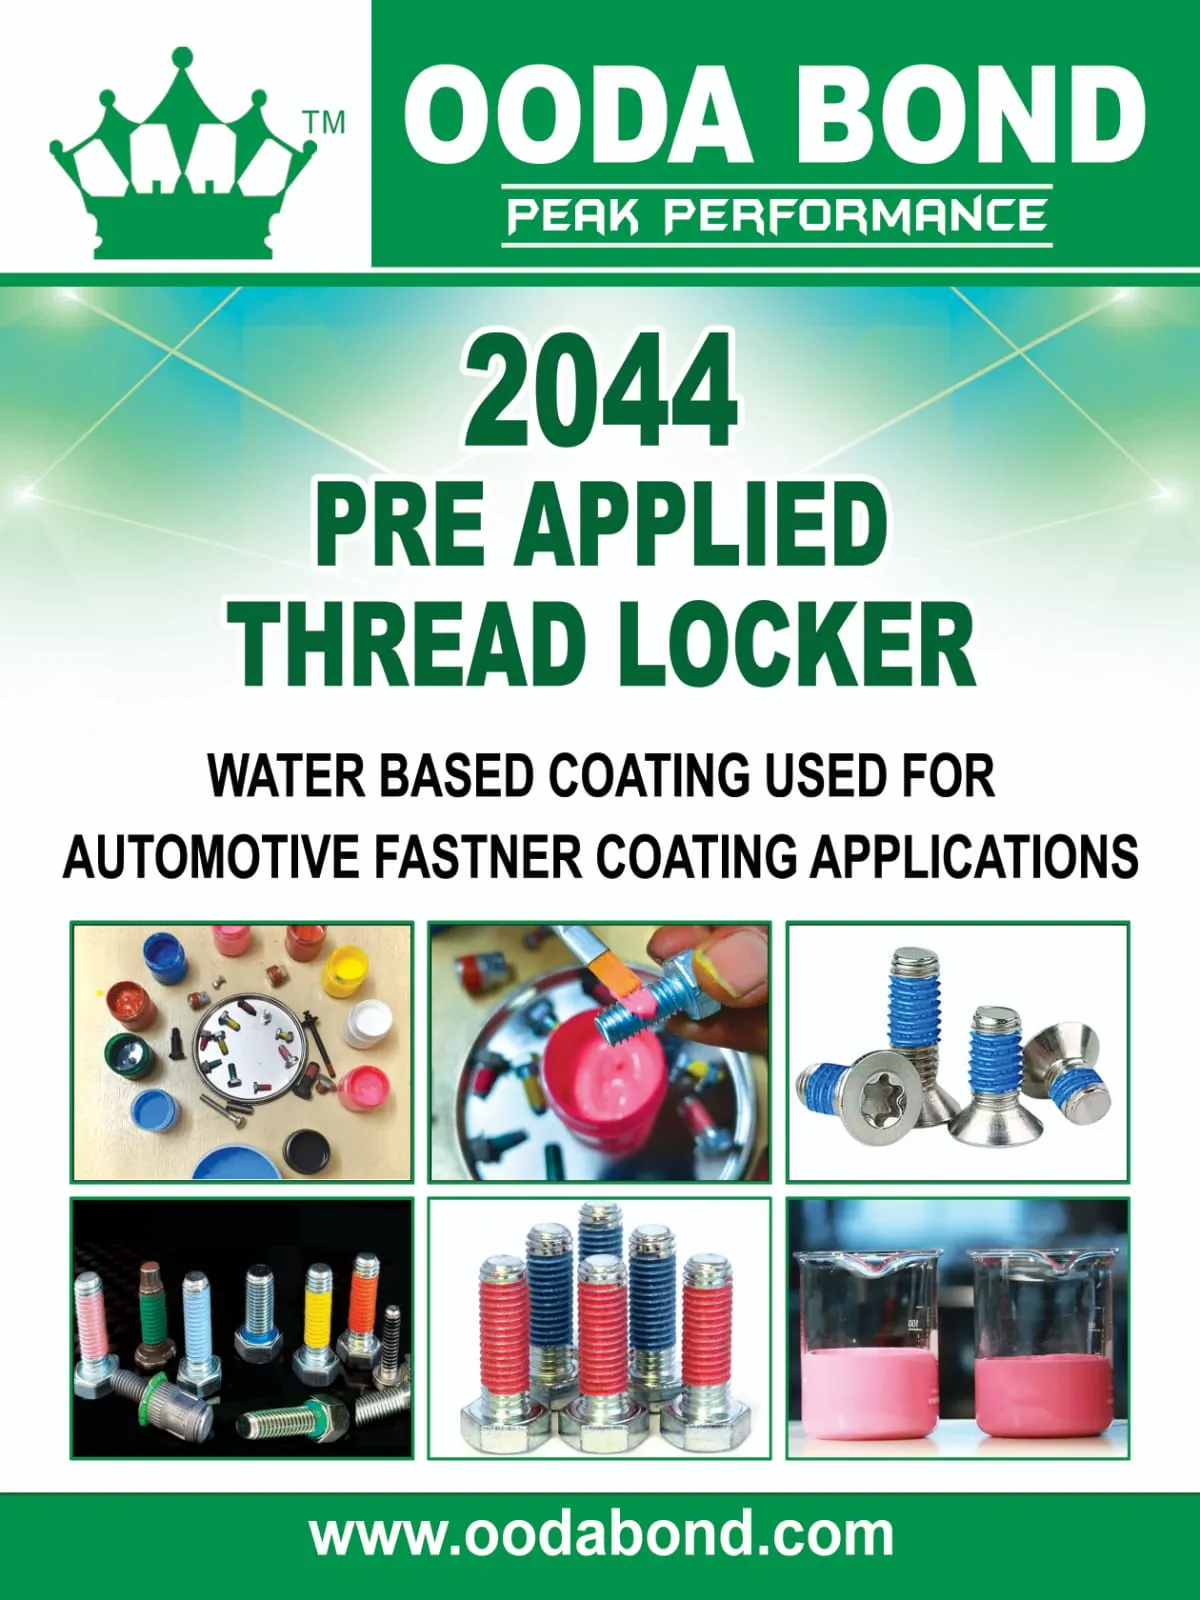 TM
OODA BOND
PEAK PERFORMANCE
2044
PRE APPLIED
THREAD LOCKER
WATER BASED COATING USED FOR
AUTOMOTIVE FASTNER COATING APPLICATIONS
www.oodabond.com